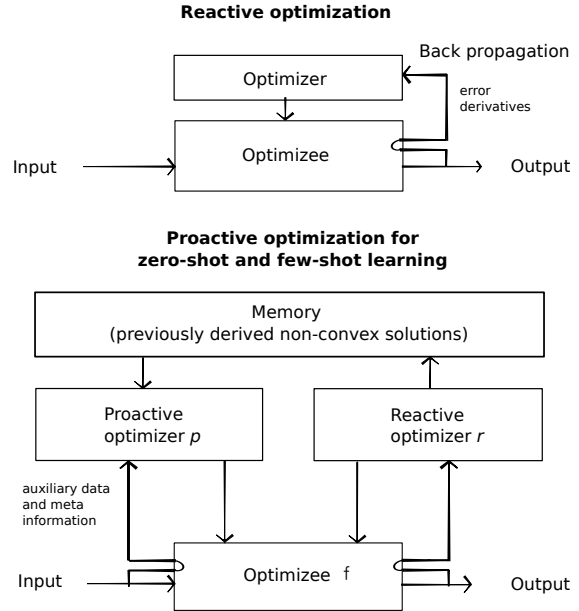 Reactive optimization
Back propagation
Optimizer
error
derivatives
Optimizee
Input
Output
Proactive optimization for
zero-shot and few-shot learning
Memory
(previously derived non-convex solutions)
Proactive
optimizer p
Reactive
optimizer r
auxiliary data
and meta
information
Optimizee f
Input
Output